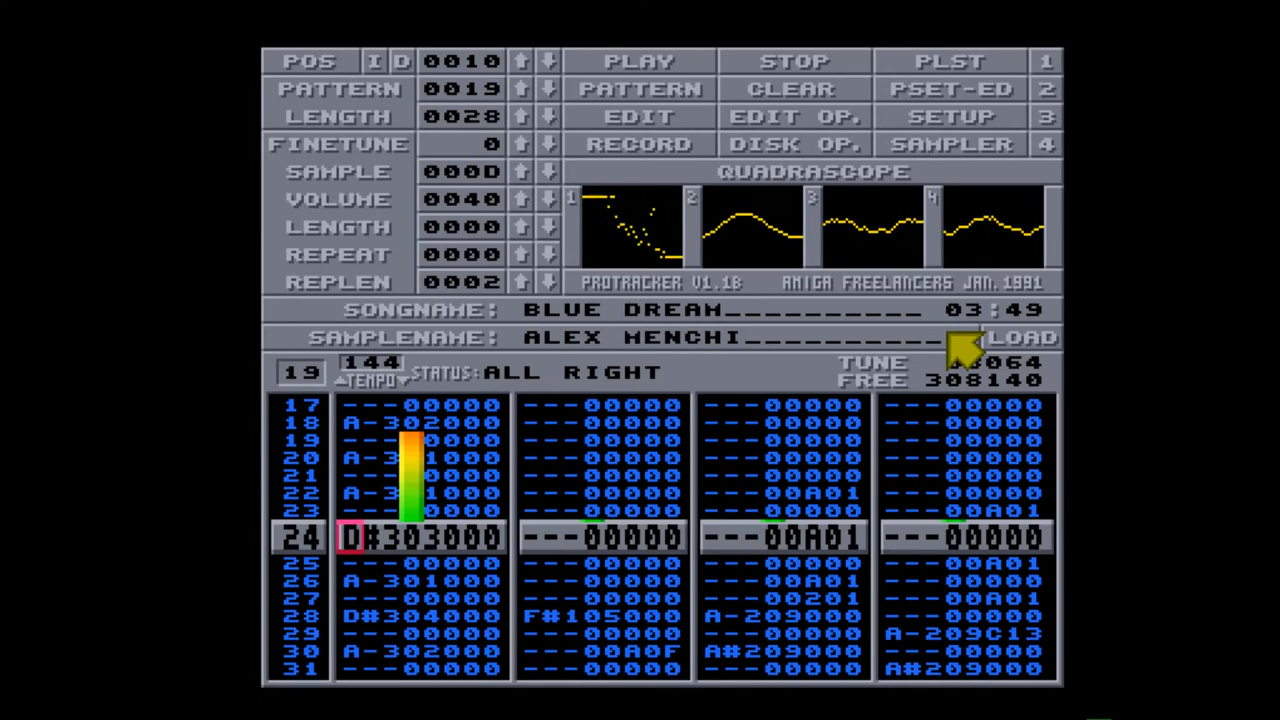 POS I D 0010 PLAY STOP PLST 1
PATTERN 0019 PATTERN CLEAR PSET-ED 2
LENGTH 0028 EDIT EDIT OP. SETUP 3
FINETUNE 0 RECORD DISK OP. SAMPLER 4
SAMPLE 000D QUADRASCOPE
VOLUME 0040 1 2 3 4
LENGTH 0000
REPEAT 0000
REPLEN 0002 PROTRACKER V1.1B AMIGA FREELANCERS JAN.1991
SONGNAME: BLUE DREAM__________ 03:49
SAMPLENAME: ALEX MENCHI__________ LOAD
19 144 TEMPO STATUS:ALL RIGHT TUNE
FREE 308140
17 ---00000 ---00000 ---00000 ---00000
18 A-302000 ---00000 ---00000 ---00000
19 ---00000 ---00000 ---00000
20 ---00000 ---00000 ---00000
21 ---00000 ---00000 ---00000
22 ---00000 ---00A01 ---00000
23 ---00000 ---00000 ---00A01
24 D#303000 ---00000 ---00A01 ---00000
25 ---00000 ---00000 ---00000 ---00A01
26 A-301000 ---00000 ---00A01 ---00000
27 ---00000 ---00000 ---00201 ---00A01
28 D#304000 F#105000 A-209000 ---00000
29 ---00000 ---00000 ---00000 A-209C13
30 A-302000 ---00A0F A#209000 ---00000
31 ---00000 ---00000 ---00000 A#209000